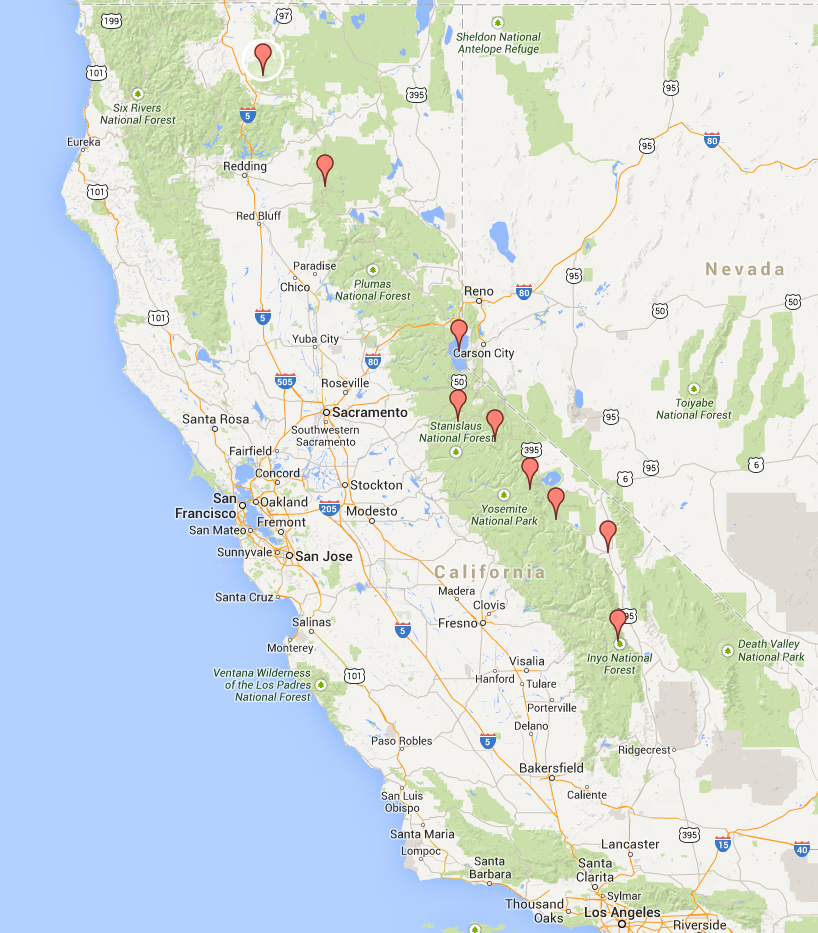 97
199
Sheldon National
Antelope Refuge
101
395
95
Six Rivers
National Forest
5
80
Eureka
95
Redding
101
Red Bluff
Nevada
Paradise
Chico
Plumas
National Forest
95
Reno
80
50
50
101
5
Yuba City
80
Carson City
505
Roseville
50
Toiyabe
National Forest
Santa Rosa
Sacramento
95
Southwestern
Sacramento
Stanislaus
National Forest
Fairfield
395
95
6
6
Concord
Stockton
San
Francisco
Oakland
205
Modesto
Yosemite
National Park
Fremont
San Mateo
Sunnyvale
San Jose
California
Santa Cruz
Madera
Clovis
Salinas
5
Fresno
95
Monterey
Death Valley
National Park
Inyo National
Forest
Visalia
Ventana Wilderness
of the Los Padres
National Forest
101
Hanford
Tulare
Porterville
Delano
Paso Robles
5
Ridgecrest
Bakersfield
San Luis
Obispo
Caliente
Santa Maria
395
Lancaster
15
40
Lompoc
Santa
Barbara
Santa
Clarita
Sylmar
Thousand
Oaks
Los Angeles
Riverside